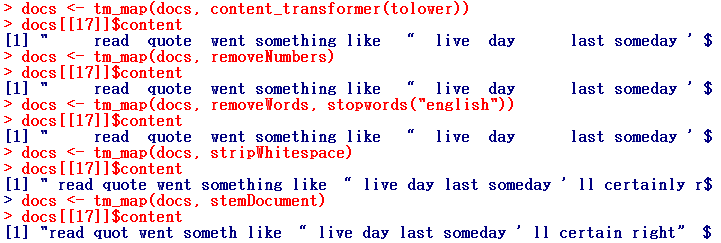 > docs <- tm_map(docs, content_transformer(tolower))
> docs[[17]]$content
[1] "     read  quote  went something like   “  live  day      last someday ’ $
> docs <- tm_map(docs, removeNumbers)
> docs[[17]]$content
[1] "     read  quote  went something like   “  live  day      last someday ’ $
> docs <- tm_map(docs, removeWords, stopwords("english"))
> docs[[17]]$content
[1] "     read  quote  went something like   “  live  day      last someday ’ $
> docs <- tm_map(docs, stripWhitespace)
> docs[[17]]$content
[1] " read quote went something like “ live day last someday ’ ll certainly r$
> docs <- tm_map(docs, stemDocument)
> docs[[17]]$content
[1] "read quot went someth like “ live day last someday ’ ll certain right”  $